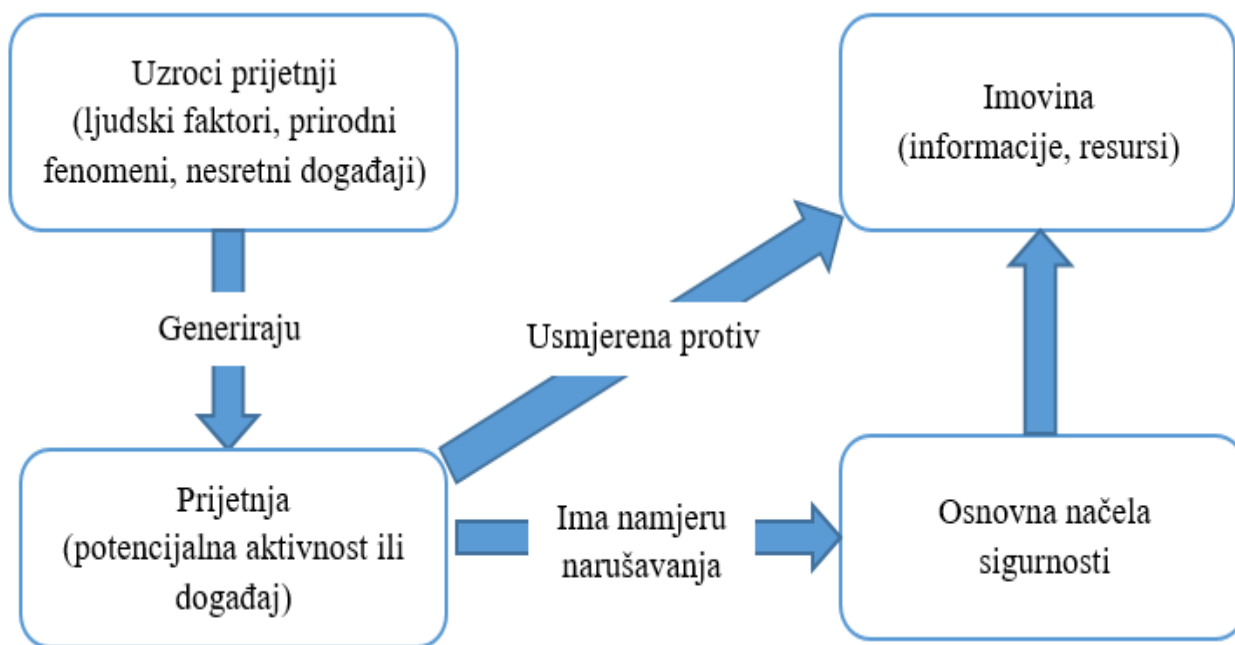 Uzroci prijetnji
(ljudski faktori, prirodni
fenomeni, nesretni događaji)
Imovina
(informacije, resursi)
Generiraju
Usmjerena protiv
Prijetnja
(potencijalna aktivnost ili
događaj)
Ima namjeru
narušavanja
Osnovna načela
sigurnosti